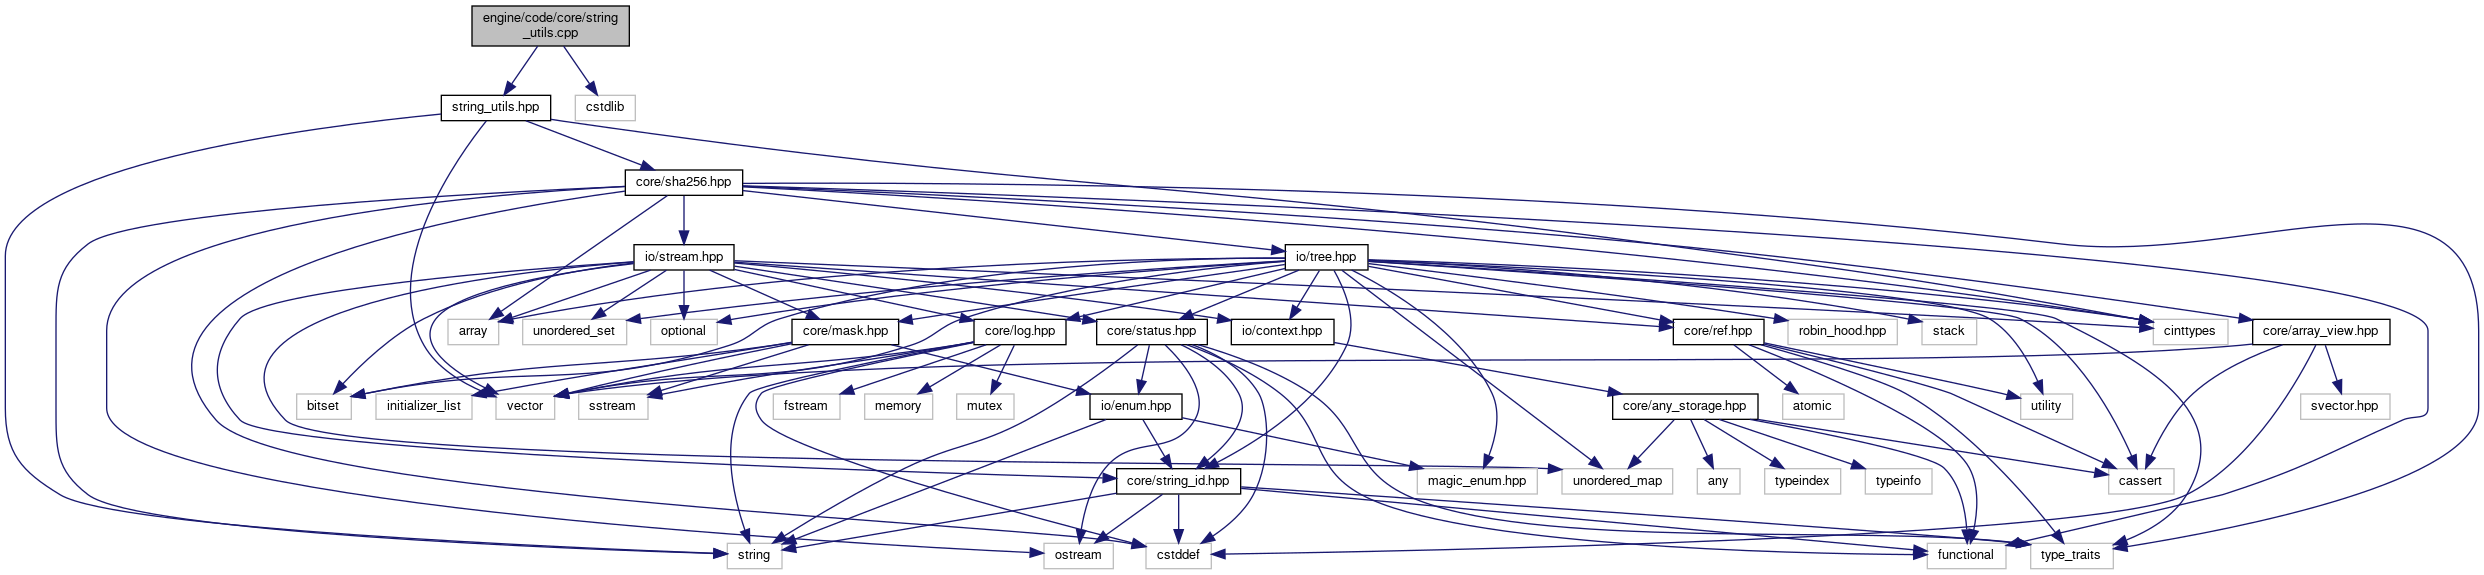 engine/code/core/string
_utils.cpp
string_utils.hpp
cstdlib
core/sha256.hpp
io/stream.hpp
io/tree.hpp
array
unordered_set
optional
core/mask.hpp
core/log.hpp
core/status.hpp
io/context.hpp
core/ref.hpp
robin_hood.hpp
stack
cinttypes
core/array_view.hpp
bitset
initializer_list
vector
sstream
fstream
memory
mutex
io/enum.hpp
core/any_storage.hpp
atomic
utility
svector.hpp
core/string_id.hpp
magic_enum.hpp
unordered_map
any
typeindex
typeinfo
cassert
string
ostream
cstddef
functional
type_traits